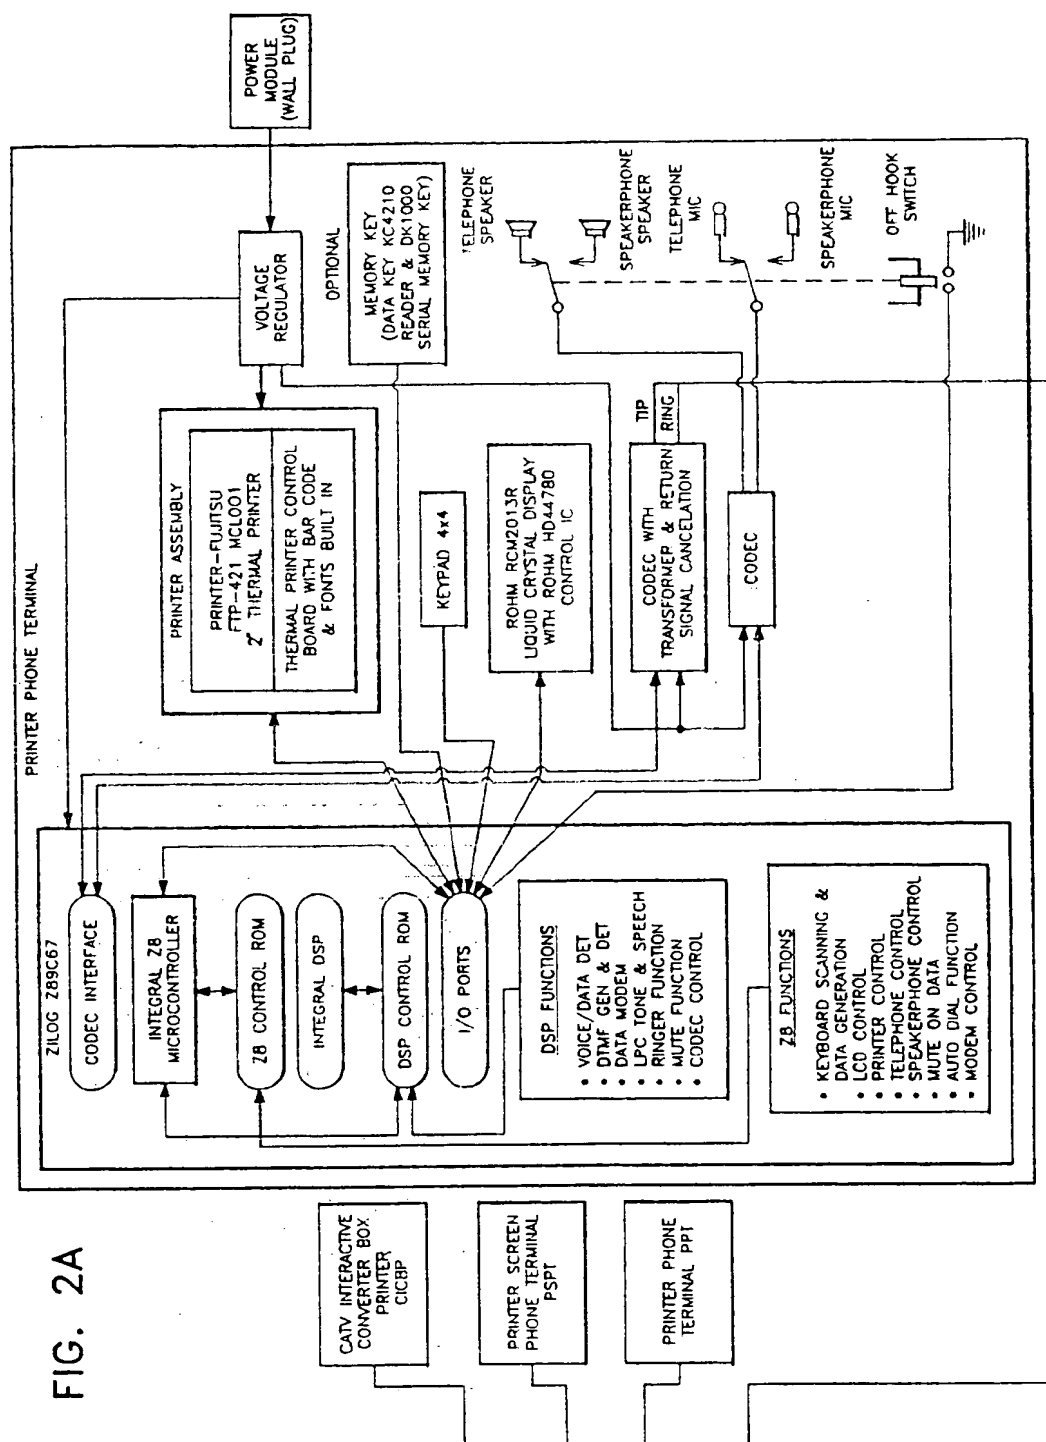 FIG. 2A
PRINTER PHONE TERMINAL
POWER
MODULE
(WALL PLUG)
VOLTAGE
REGULATOR
OPTIONAL
MEMORY KEY
(DATA KEY KC4210
READER & DK1000
SERIAL MEMORY KEY)
PRINTER ASSEMBLY
PRINTER-FUJITSU
FTP-421 MCL001
2" THERMAL PRINTER
THERMAL PRINTER CONTROL
BOARD WITH BAR CODE
& FONTS BUILT IN
KEYPAD 4x4
ROHM RCM2013R
LIQUID CRYSTAL DISPLAY
WITH ROHM HD44780
CONTROL IC
CODEC WITH
TRANSFORMER & RETURN
SIGNAL CANCELATION
TIP
RING
CODEC
TELEPHONE
SPEAKER
SPEAKERPHONE
SPEAKER
TELEPHONE
MIC
SPEAKERPHONE
MIC
OFF HOOK
SWITCH
ZILOG Z89C67
CODEC INTERFACE
INTEGRAL Z8
MICROCONTROLLER
Z8 CONTROL ROM
INTEGRAL DSP
DSP CONTROL ROM
I/O PORTS
DSP FUNCTIONS
• VOICE/DATA DET
• DTMF GEN & DET
• DATA MODEM
• LPC TONE & SPEECH
• RINGER FUNCTION
• MUTE FUNCTION
• CODEC CONTROL
Z8 FUNCTIONS
• KEYBOARD SCANNING &
DATA GENERATION
• LCD CONTROL
• PRINTER CONTROL
• TELEPHONE CONTROL
• SPEAKERPHONE CONTROL
• MUTE ON DATA
• AUTO DIAL FUNCTION
• MODEM CONTROL
CATV INTERACTIVE
CONVERTER BOX
PRINTER
CICBP
PRINTER SCREEN
PHONE TERMINAL
PSPT
PRINTER PHONE
TERMINAL PPT